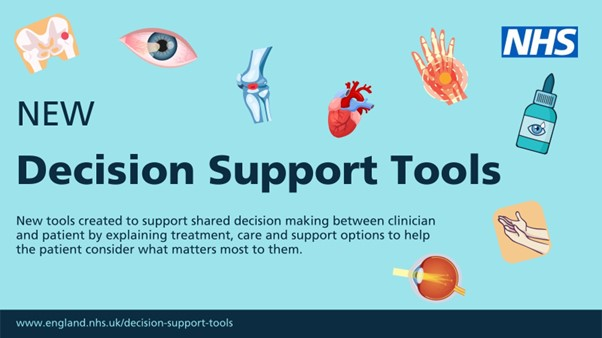 NHS
NEW
Decision Support Tools
New tools created to support shared decision making between clinician
and patient by explaining treatment, care and support options to help
the patient consider what matters most to them.
www.england.nhs.uk/decision-support-tools